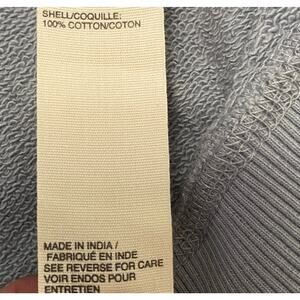 SHELL/COQUILLE:
100% COTTON/COTON
MADE IN INDIA /
FABRIQUÉ EN INDE
SEE REVERSE FOR CARE
VOIR ENDOS POUR
ENTRETIEN